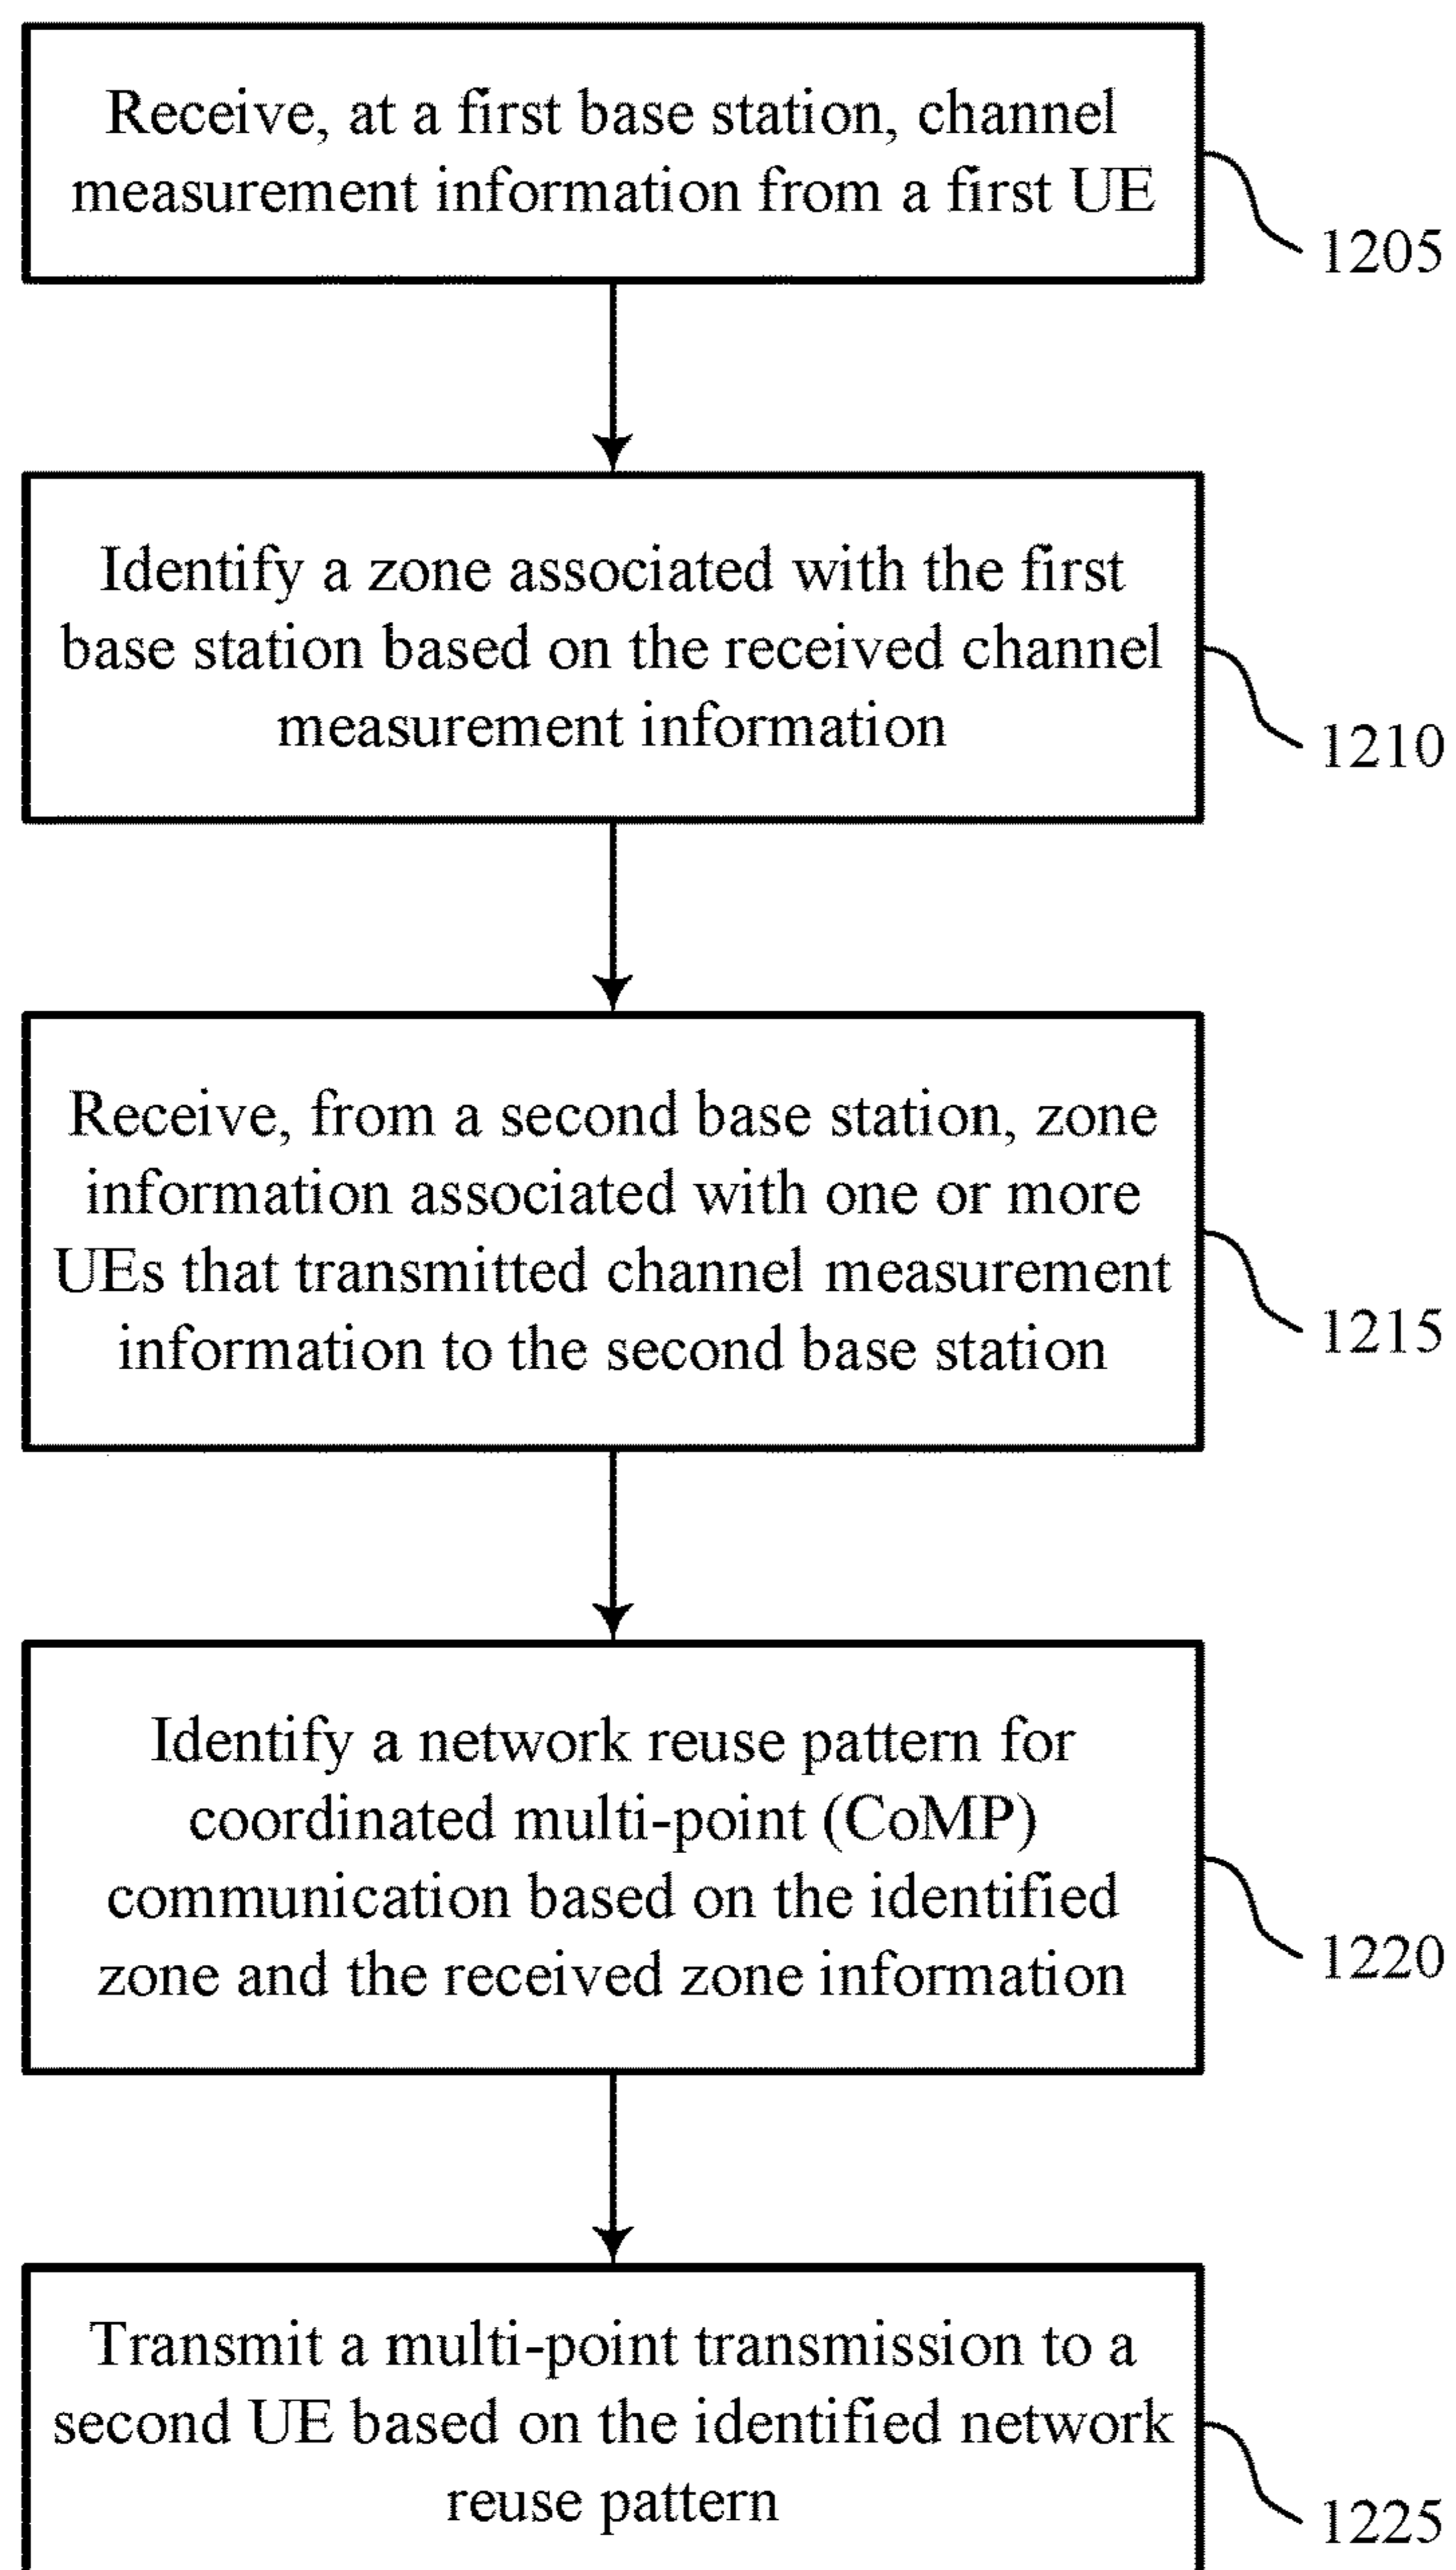 Receive, at a first base station, channel
measurement information from a first UE
1205
Identify a zone associated with the first
base station based on the received channel
measurement information
1210
Receive, from a second base station, zone
information associated with one or more
UEs that transmitted channel measurement
information to the second base station
1215
Identify a network reuse pattern for
coordinated multi-point (CoMP)
communication based on the identified
zone and the received zone information
1220
Transmit a multi-point transmission to a
second UE based on the identified network
reuse pattern
1225